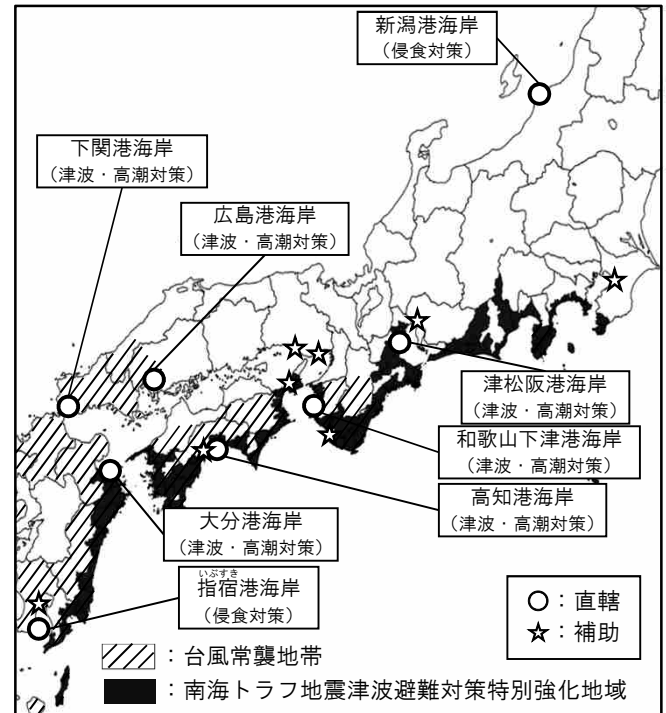 新潟港海岸
(侵食対策)
下関港海岸
(津波・高潮対策)
広島港海岸
(津波・高潮対策)
津松阪港海岸
(津波・高潮対策)
和歌山下津港海岸
(津波・高潮対策)
高知港海岸
(津波・高潮対策)
大分港海岸
(津波・高潮対策)
いぶすき
指宿港海岸
(侵食対策)
：直轄
：補助
：台風常襲地帯
：南海トラフ地震津波避難対策特別強化地域